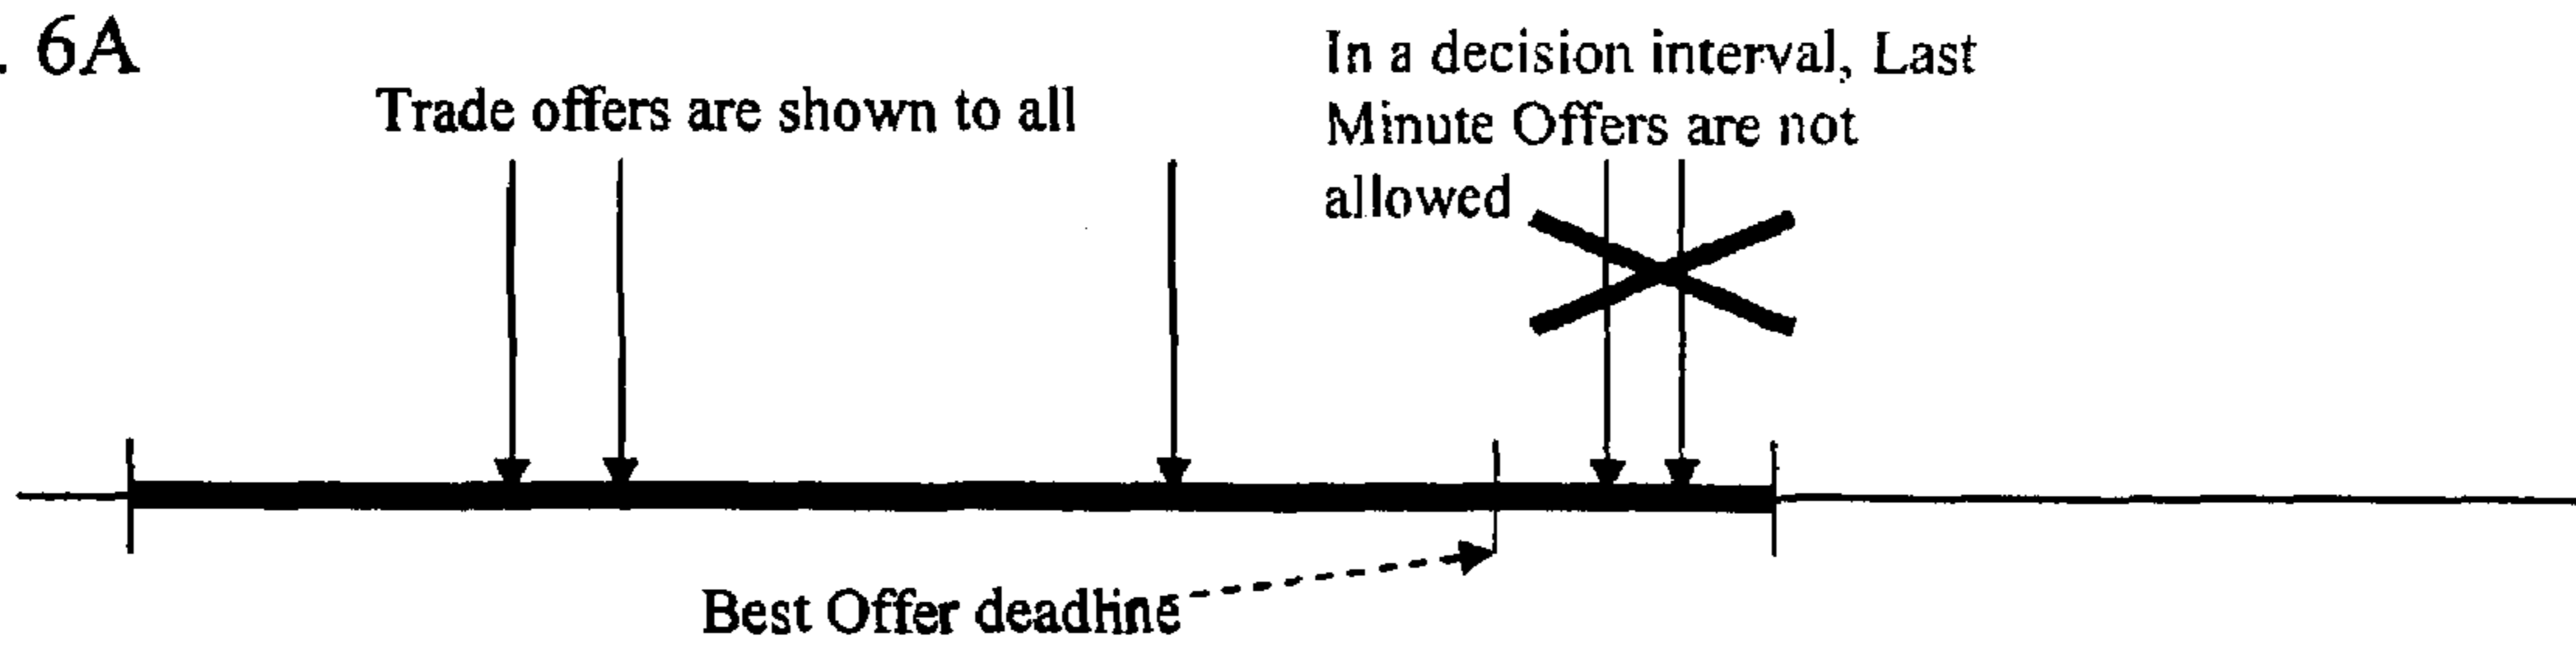 . 6A
Trade offers are shown to all
In a decision interval, Last
Minute Offers are not
allowed
Best Offer deadline